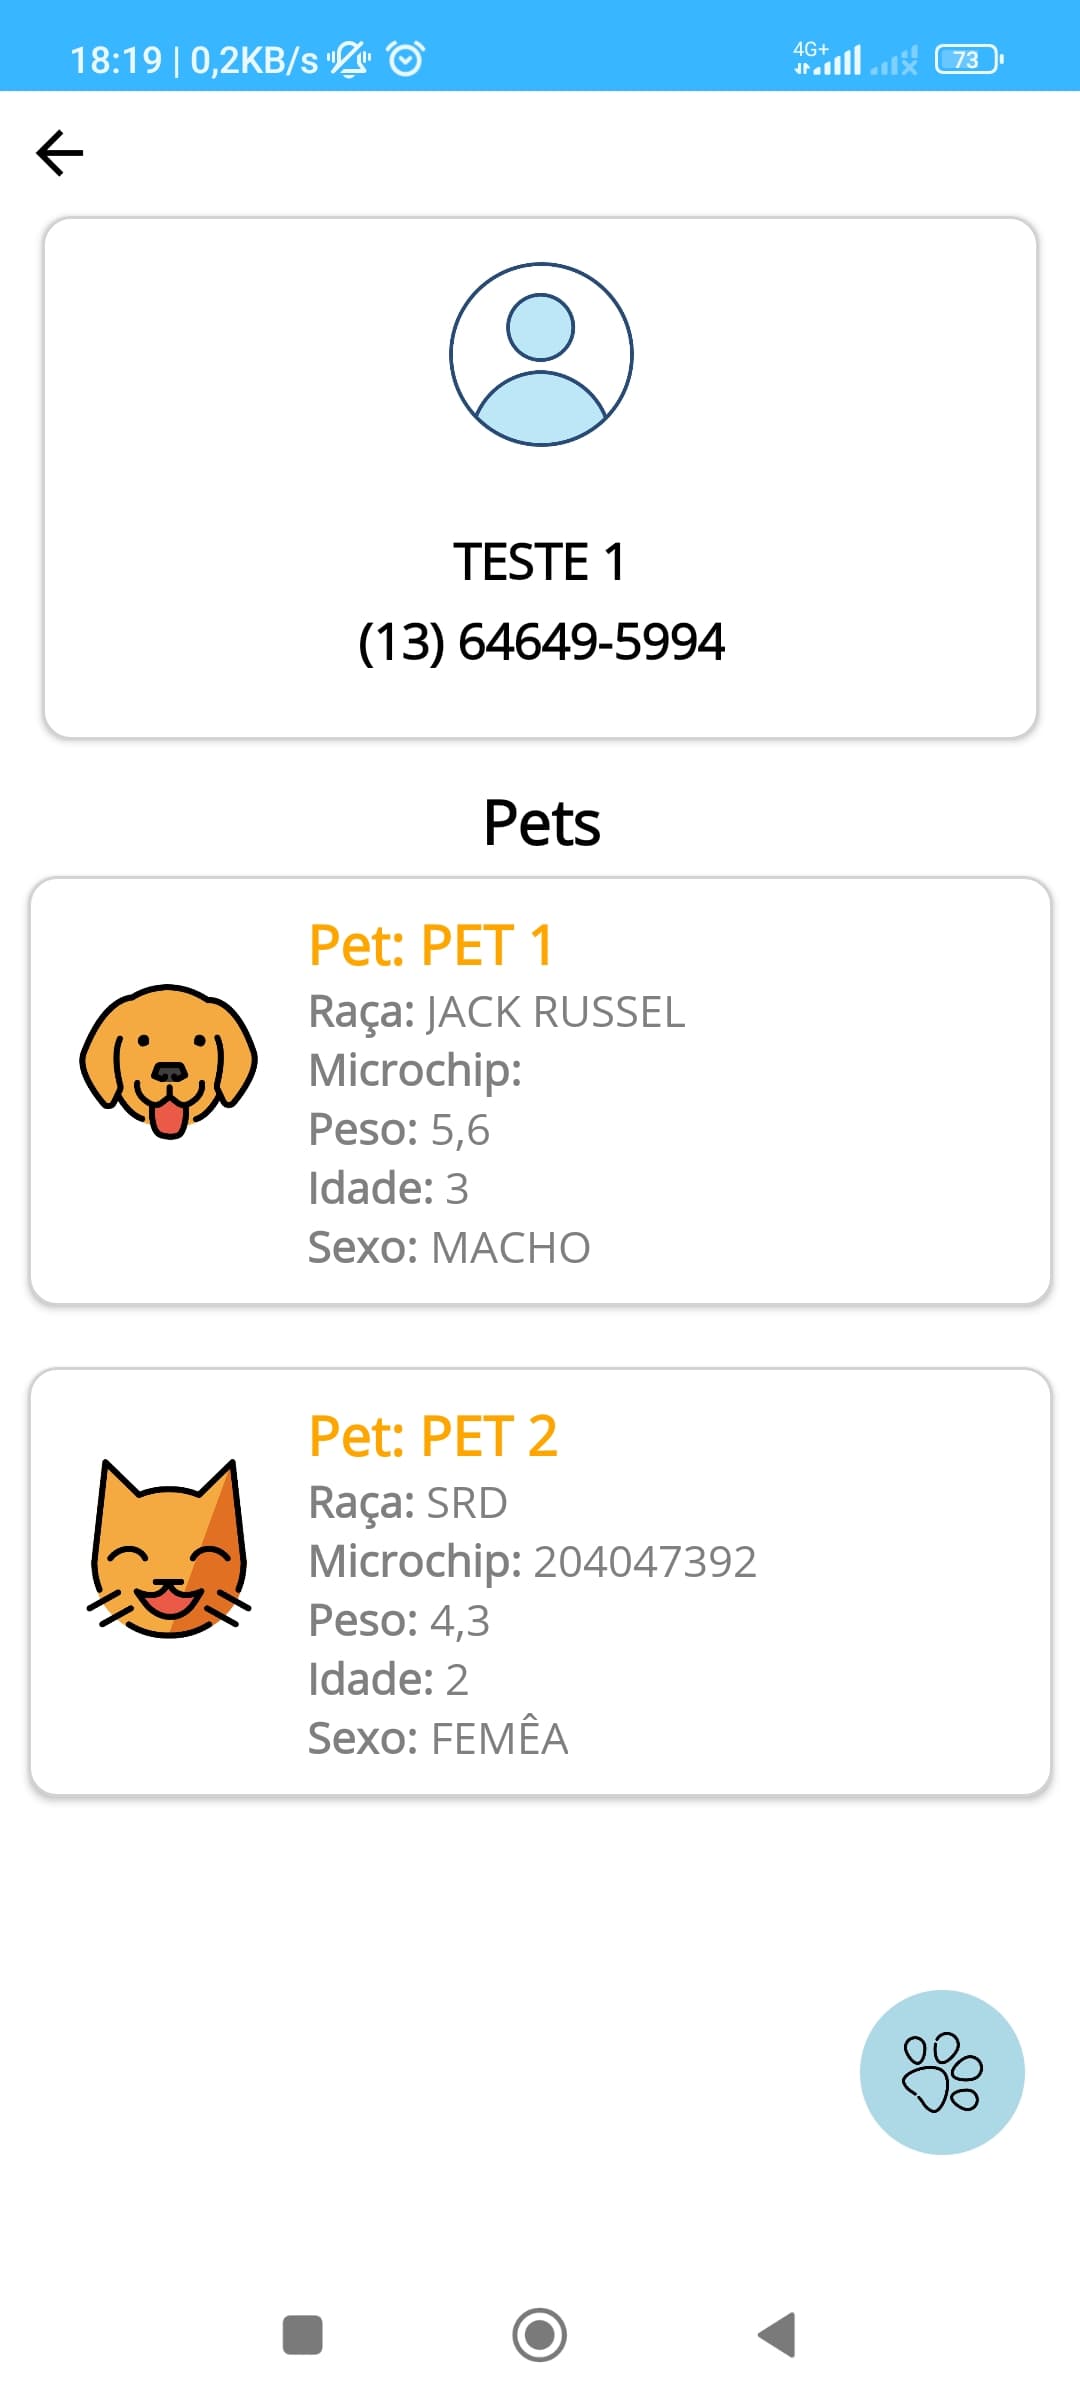 18:19 | 0,2KB/s
4G+
73
TESTE 1
(13) 64649-5994
Pets
Pet: PET 1
Raça: JACK RUSSEL
Microchip:
Peso: 5,6
Idade: 3
Sexo: MACHO
Pet: PET 2
Raça: SRD
Microchip: 204047392
Peso: 4,3
Idade: 2
Sexo: FEMÊA